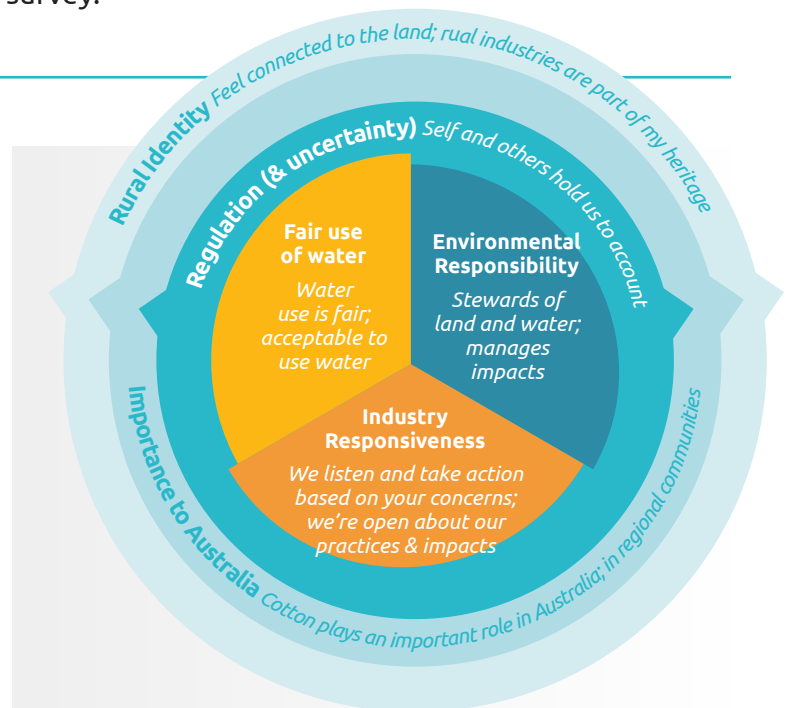 survey.
Rural Identity Feel connected to the land; rual industries are part of my heritage
Regulation (& uncertainty) Self and others hold us to account
Fair use
of water
Water
use is fair;
acceptable to
use water
Environmental
Responsibility
Stewards of
land and water;
manages
impacts
Industry
Responsiveness
We listen and take action
based on your concerns;
we're open about our
practices & impacts
Importance to Australia Cotton plays an important role in Australia; in regional communities